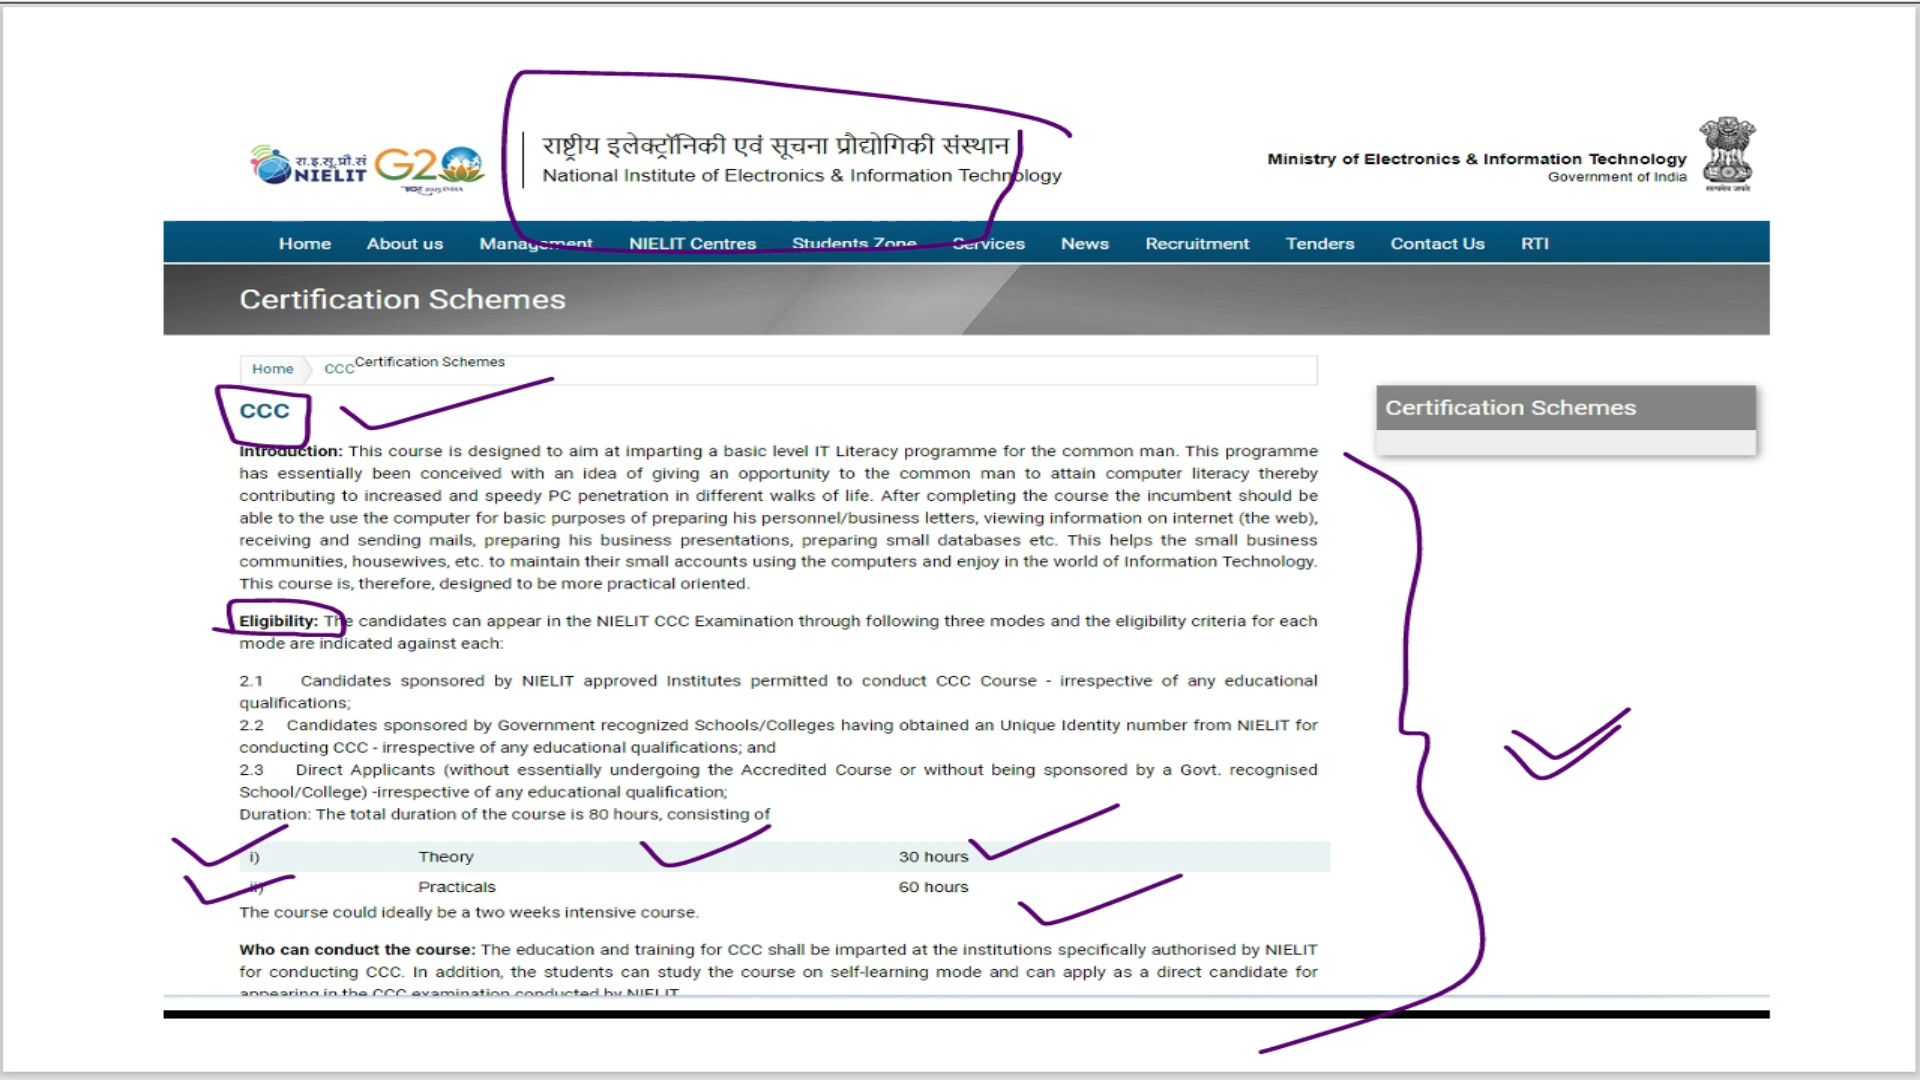 रा.इ.सू.प्रौ.सं
NIELIT
G20
राष्ट्रीय इलेक्ट्रॉनिकी एवं सूचना प्रौद्योगिकी संस्थान
National Institute of Electronics & Information Technology
Ministry of Electronics & Information Technology
Government of India
सत्यमेव जयते
Home About us Management NIELIT Centres Students Zone Services News Recruitment Tenders Contact Us RTI
Certification Schemes
Home CCC Certification Schemes
CCC
Certification Schemes
Introduction: This course is designed to aim at imparting a basic level IT Literacy programme for the common man. This programme
has essentially been conceived with an idea of giving an opportunity to the common man to attain computer literacy thereby
contributing to increased and speedy PC penetration in different walks of life. After completing the course the incumbent should be
able to the use the computer for basic purposes of preparing his personnel/business letters, viewing information on internet (the web),
receiving and sending mails, preparing his business presentations, preparing small databases etc. This helps the small business
communities, housewives, etc. to maintain their small accounts using the computers and enjoy in the world of Information Technology.
This course is, therefore, designed to be more practical oriented.
Eligibility: The candidates can appear in the NIELIT CCC Examination through following three modes and the eligibility criteria for each
mode are indicated against each:
2.1 Candidates sponsored by NIELIT approved Institutes permitted to conduct CCC Course - irrespective of any educational
qualifications;
2.2 Candidates sponsored by Government recognized Schools/Colleges having obtained an Unique Identity number from NIELIT for
conducting CCC - irrespective of any educational qualifications; and
2.3 Direct Applicants (without essentially undergoing the Accredited Course or without being sponsored by a Govt. recognised
School/College) -irrespective of any educational qualification;
Duration: The total duration of the course is 80 hours, consisting of
i) Theory 30 hours
ii) Practicals 60 hours
The course could ideally be a two weeks intensive course.
Who can conduct the course: The education and training for CCC shall be imparted at the institutions specifically authorised by NIELIT
for conducting CCC. In addition, the students can study the course on self-learning mode and can apply as a direct candidate for
appearing in the CCC examination conducted by NIELIT